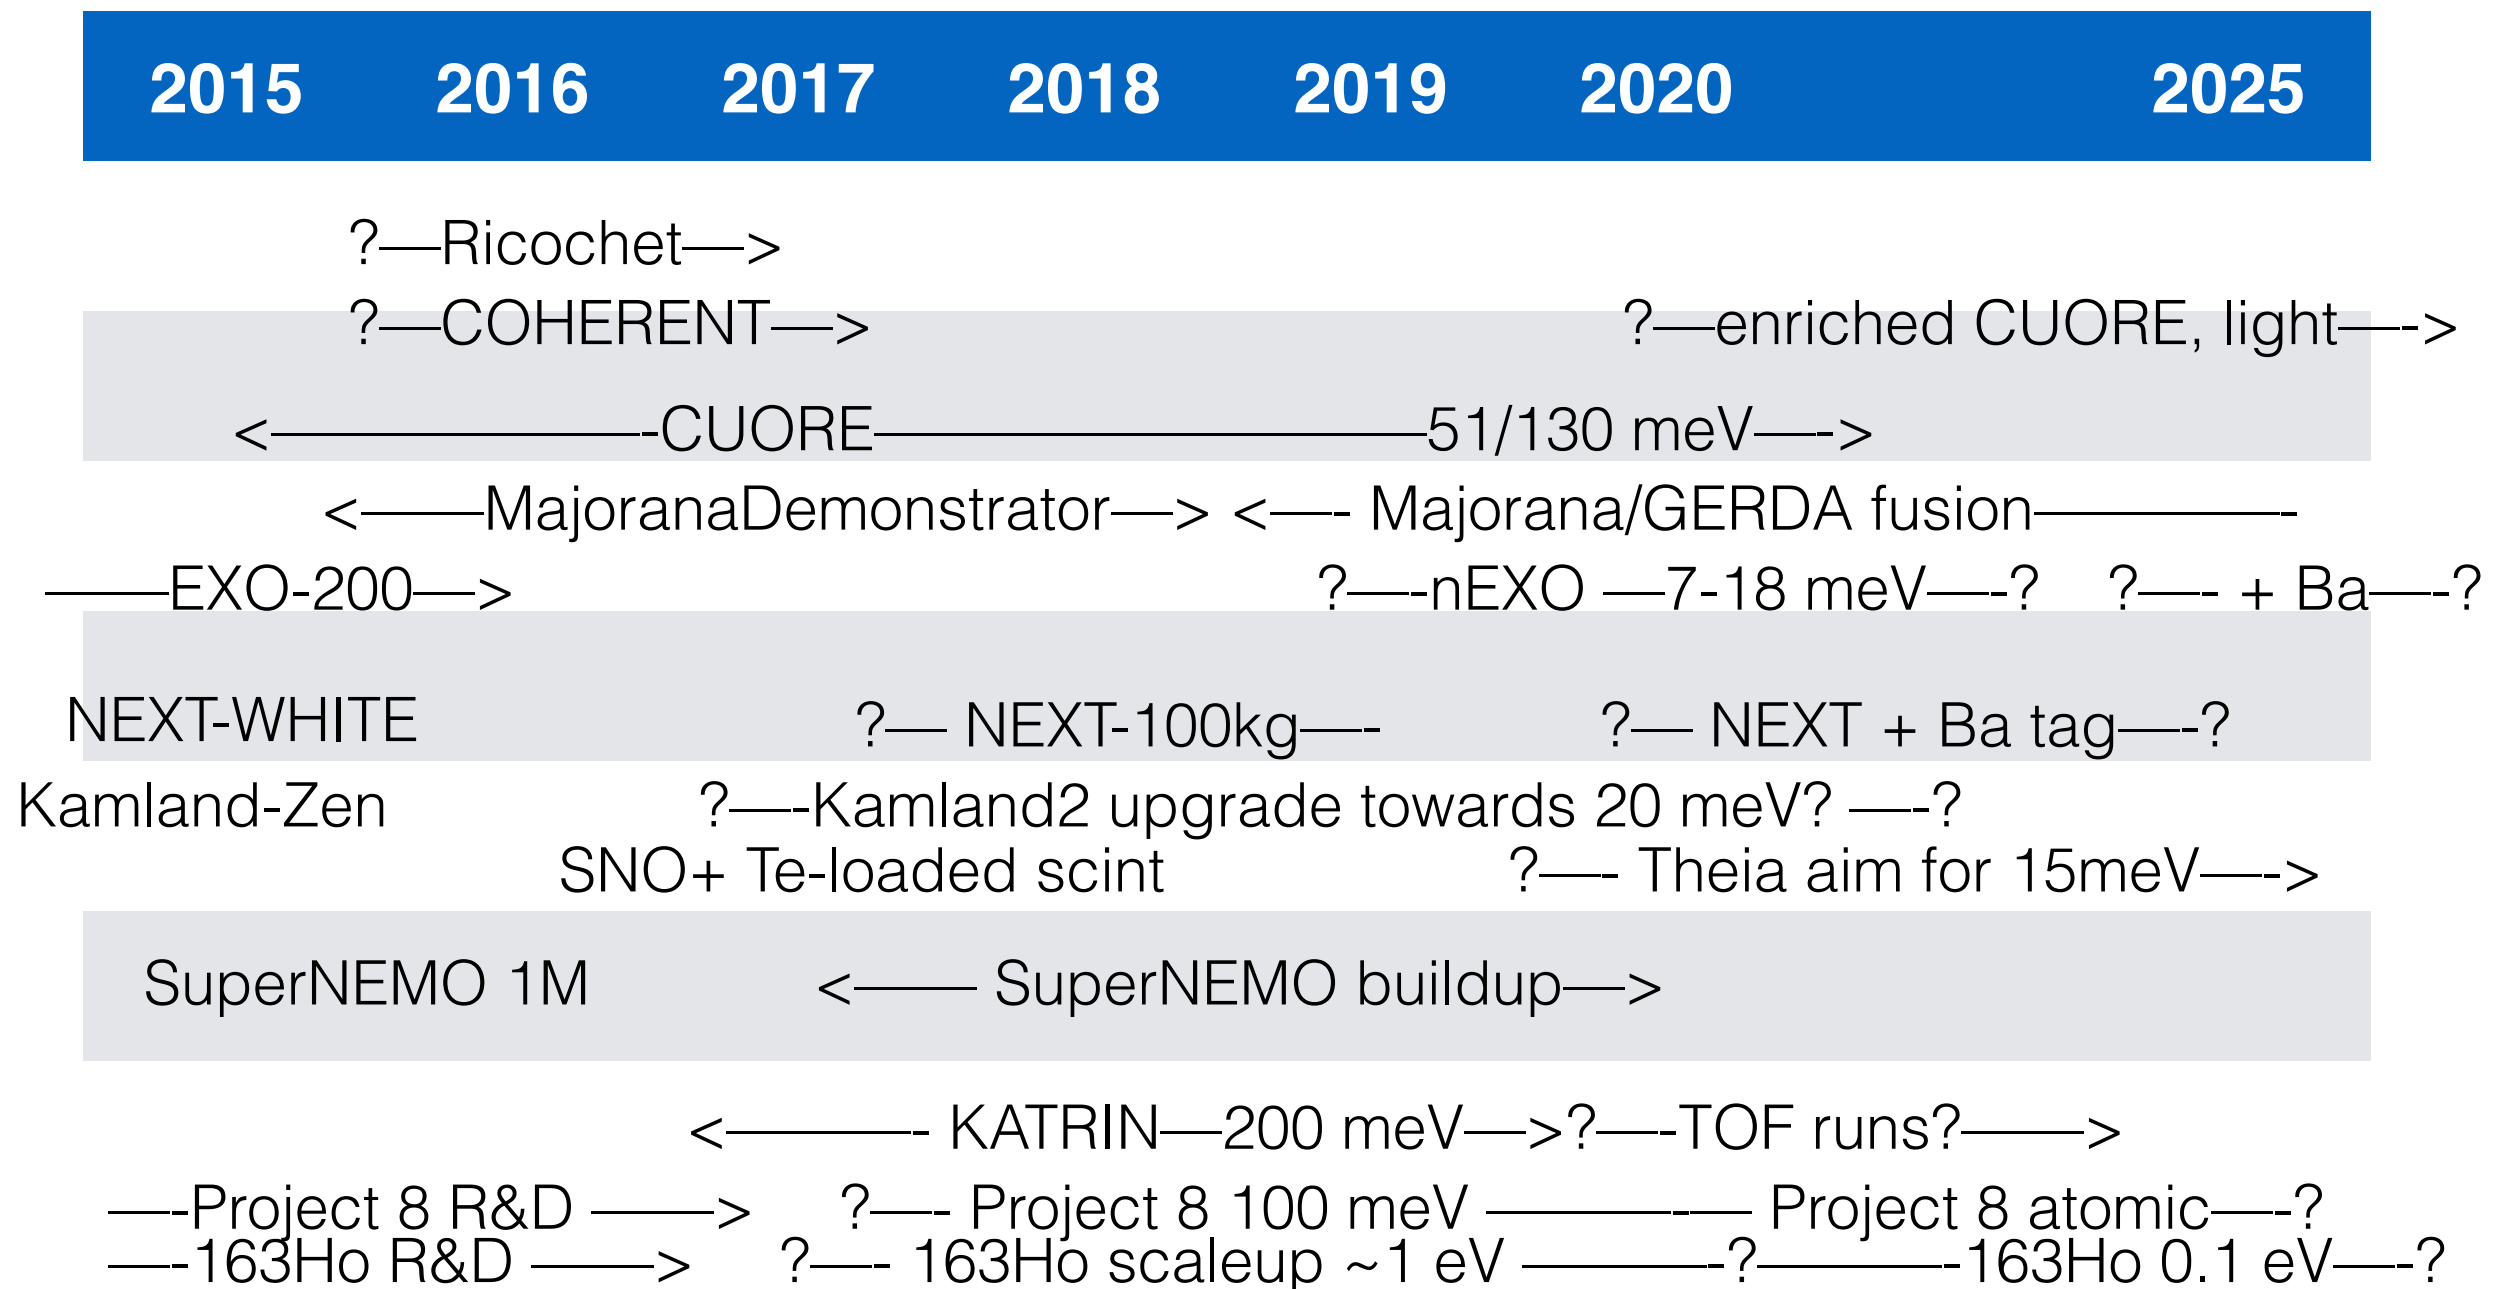 2015 2016 2017 2018 2019 2020 2025
?—Ricochet—>
?—COHERENT—> ?—enriched CUORE, light—->
<——————-CUORE—————————51/130 meV—->
<——MajoranaDemonstrator—> <—- Majorana/GERDA fusion————-
——EXO-200—> ?—-nEXO —7-18 meV—-? ?—- + Ba—-?
NEXT-WHITE ?— NEXT-100kg—- ?— NEXT + Ba tag—-?
Kamland-Zen ?—-Kamland2 upgrade towards 20 meV? —-?
SNO+ Te-loaded scint ?—- Theia aim for 15meV—->
SuperNEMO 1M <—— SuperNEMO buildup—>
<———- KATRIN—200 meV—>?—-TOF runs?——>
—-Project 8 R&D ——> ?—- Project 8 100 meV ———-— Project 8 atomic—-?
—-163Ho R&D ——> ?—- 163Ho scaleup ~1 eV ———-?———-163Ho 0.1 eV—-?